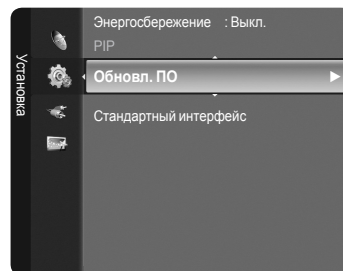 Установка
Энергосбережение : Выкл.
PIP
Обновл. ПО
Стандартный интерфейс